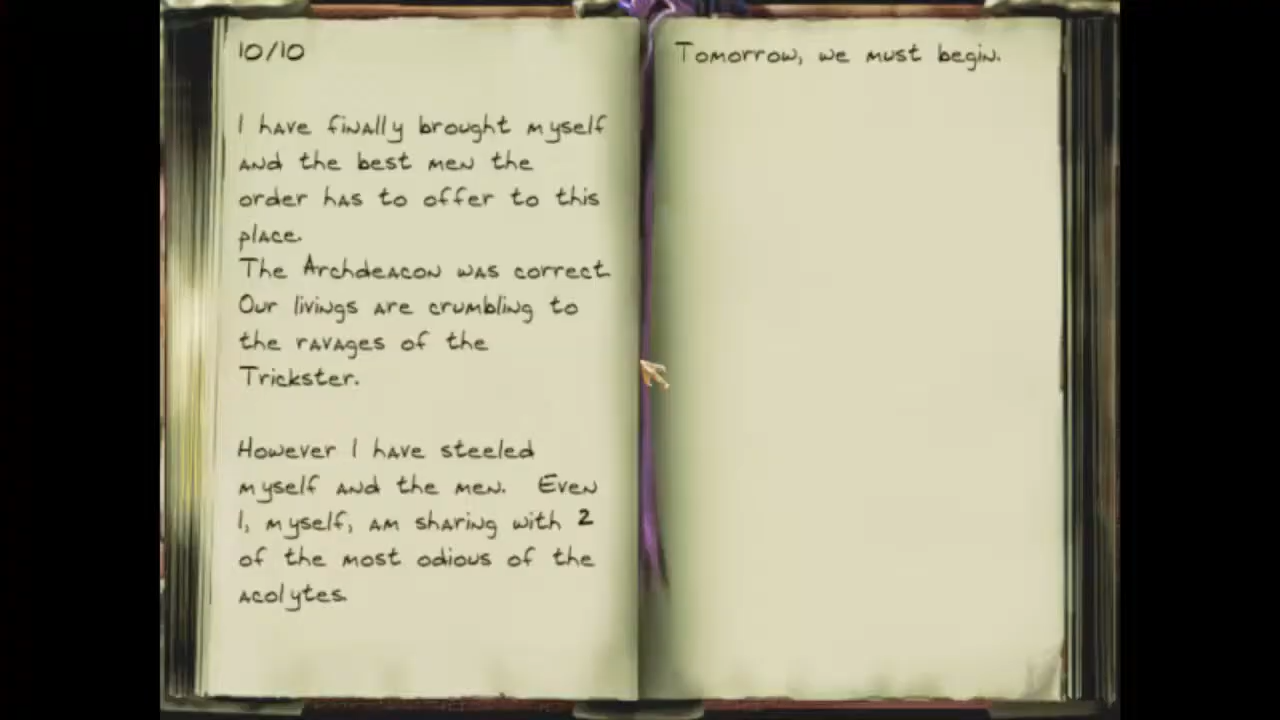 10/10
I have finally brought myself
and the best men the
order has to offer to this
place.
The Archdeacon was correct.
Our livings are crumbling to
the ravages of the
Trickster.
However I have steeled
myself and the men. Even
I, myself, am sharing with 2
of the most odious of the
acolytes.
Tomorrow, we must begin.